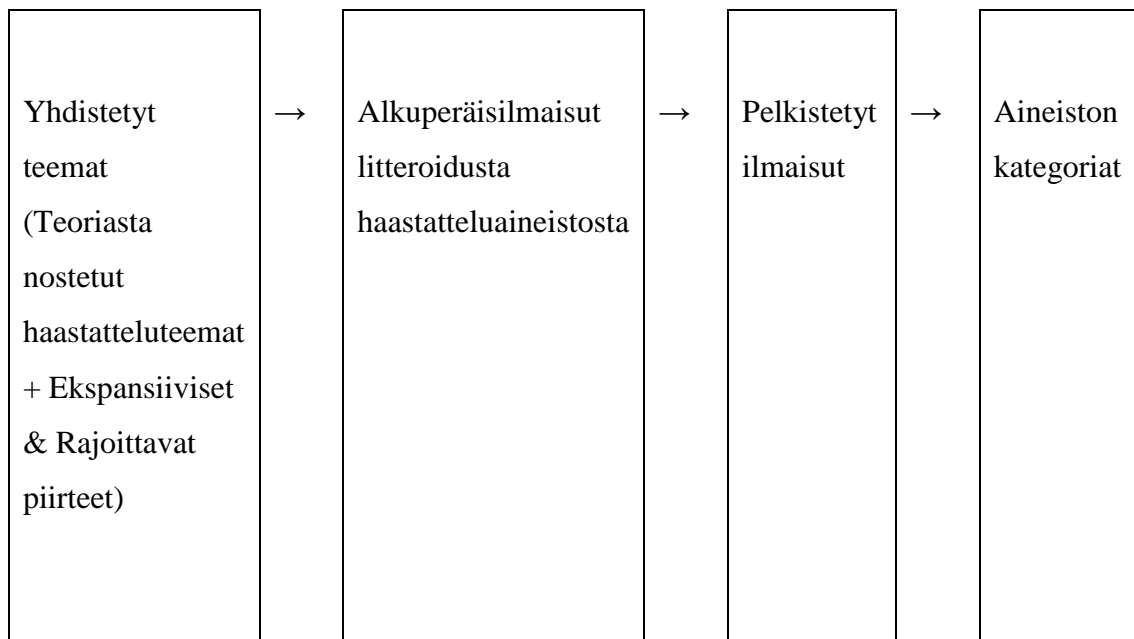 Yhdistetyt
teemat
(Teoriasta
nostetut
haastatteluteemat
+ Ekspansiiviset
& Rajoittavat
piirteet)
→
Alkuperäisilmaisut
litteroidusta
haastatteluaineistosta
→
Pelkistetyt
ilmaisut
→
Aineiston
kategoriat